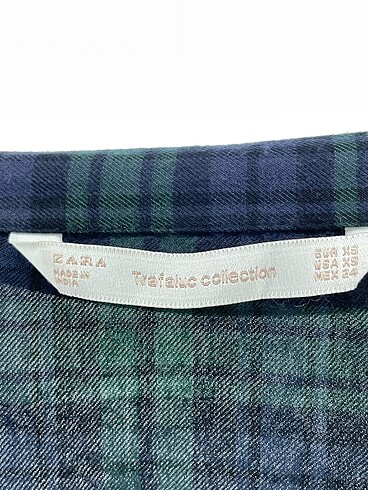 ZARA
MADE IN
INDIA
Trafaluc collection
EUR XS
USA XS
MEX 24